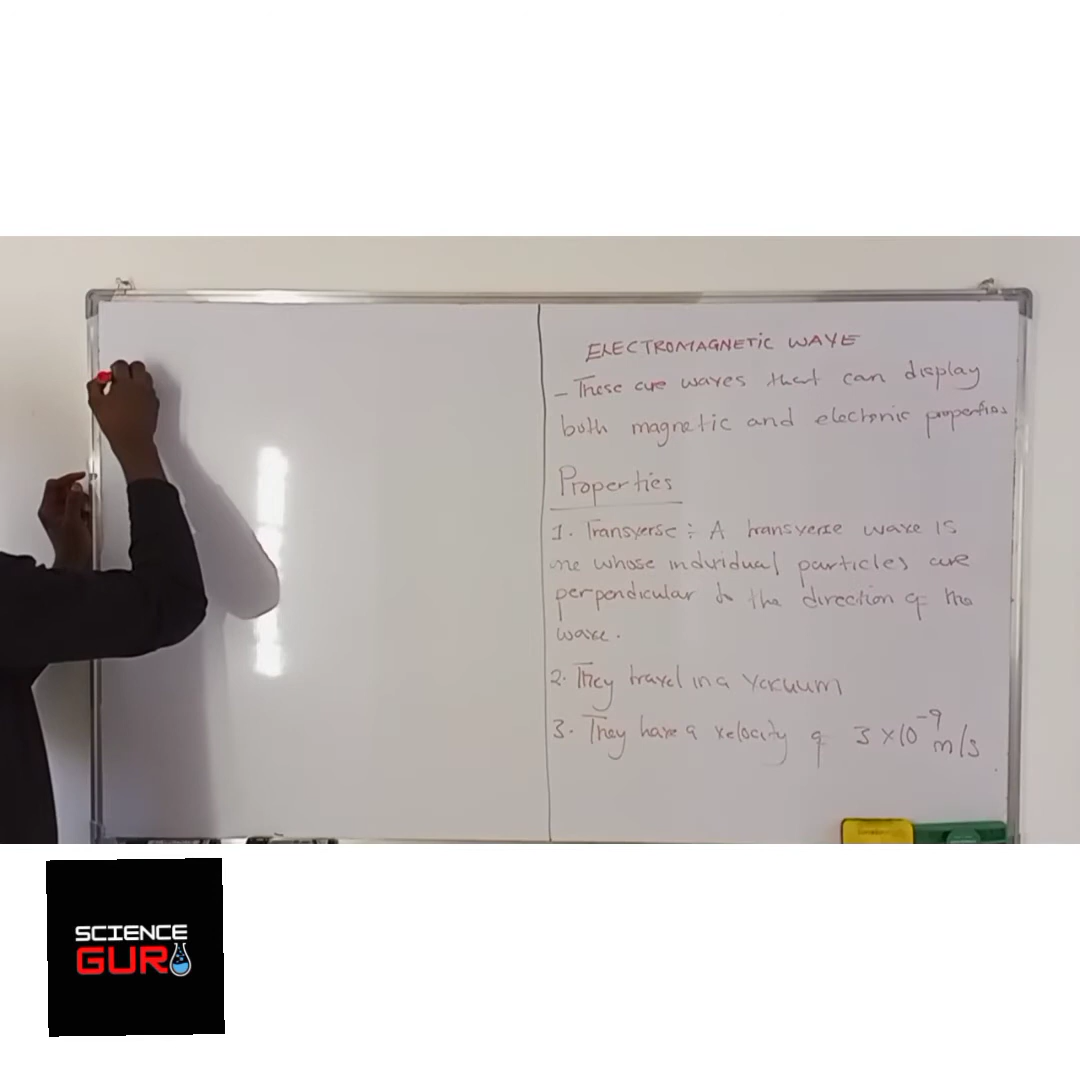 ELECTROMAGNETIC WAVE
- These are waves that can display
both magnetic and electronic properties
Properties
1. Transverse : A transverse wave is
one whose individual particles are
perpendicular to the direction of the
wave.
2. They travel in a vacuum
3. They have a velocity of 3 x 10⁻⁹ m/s
SCIENCE
GURU